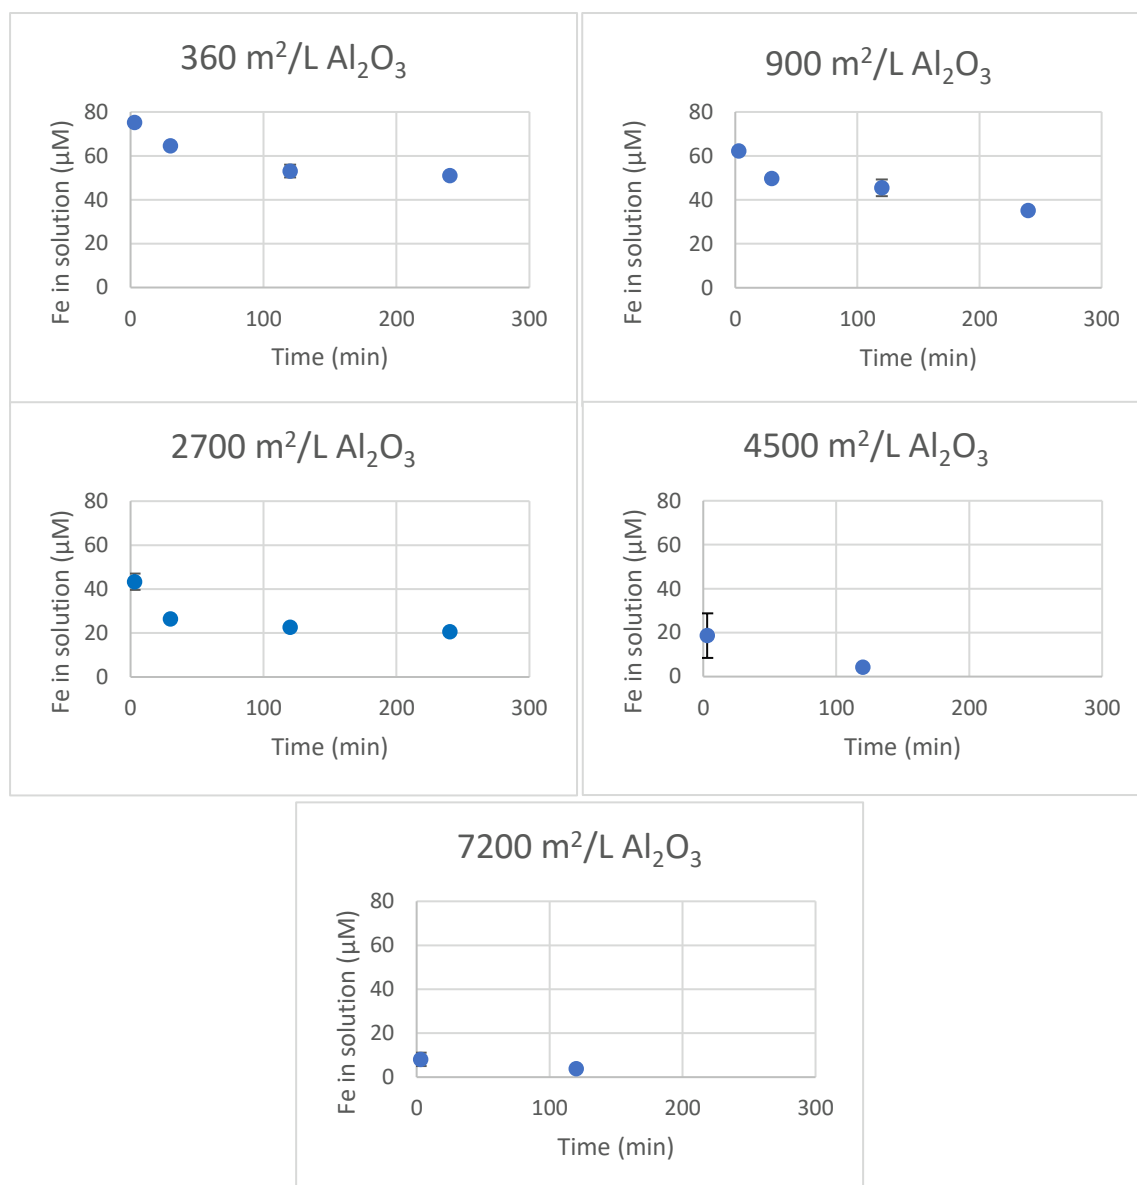 360 m²/L Al₂O₃
Fe in solution (µM)
80
60
40
20
0
0 100 200 300
Time (min)
900 m²/L Al₂O₃
Fe in solution (µM)
80
60
40
20
0
0 100 200 300
Time (min)
2700 m²/L Al₂O₃
Fe in solution (µM)
80
60
40
20
0
0 100 200 300
Time (min)
4500 m²/L Al₂O₃
Fe in solution (µM)
80
60
40
20
0
0 100 200 300
Time (min)
7200 m²/L Al₂O₃
Fe in solution (µM)
80
60
40
20
0
0 100 200 300
Time (min)